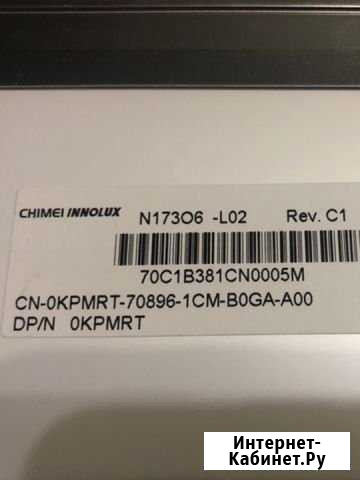 CHIMEI INNOLUX N173O6 -L02 Rev. C1
70C1B381CN0005M
CN-0KPMRT-70896-1CM-B0GA-A00
DP/N 0KPMRT
Интернет-
Кабинет.Ру